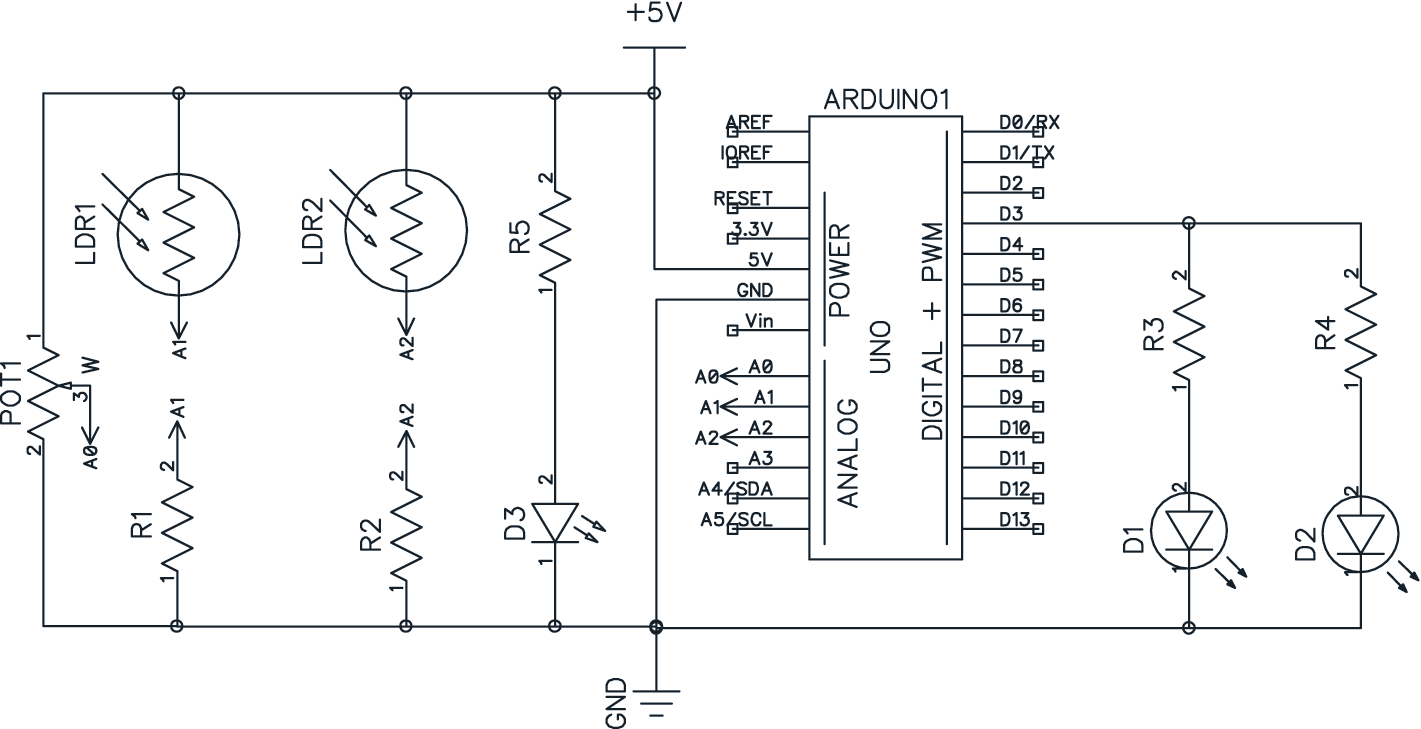 +5V
ARDUINO1
AREF
IOREF
RESET
3.3V
5V
GND
Vin
A0
A1
A2
A3
A4/SDA
A5/SCL
A0
A1
A2
POWER
ANALOG
UNO
DIGITAL + PWM
D0/RX
D1/TX
D2
D3
D4
D5
D6
D7
D8
D9
D10
D11
D12
D13
LDR1
A1
LDR2
A2
POT1
1
2
3
W
A0
A1
2
R1
1
A2
2
R2
1
2
R5
1
2
D3
1
2
R3
1
2
D1
1
2
R4
1
2
D2
1
GND